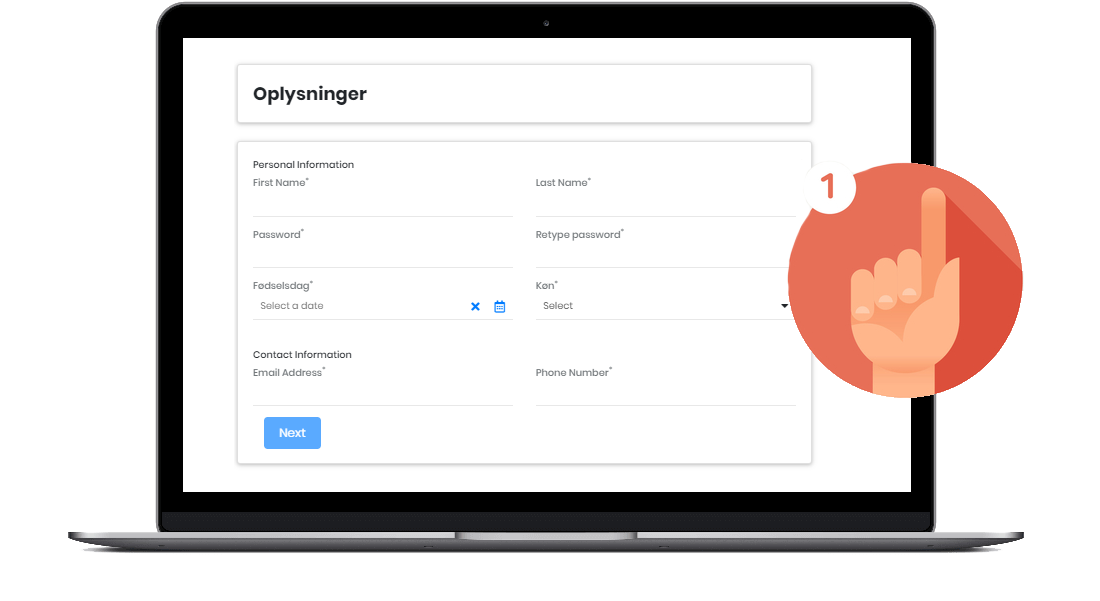 Oplysninger
Personal Information
First Name* Last Name*
Password* Retype password*
Fødselsdag* Køn*
Select a date Select
Contact Information
Email Address* Phone Number*
Next
1